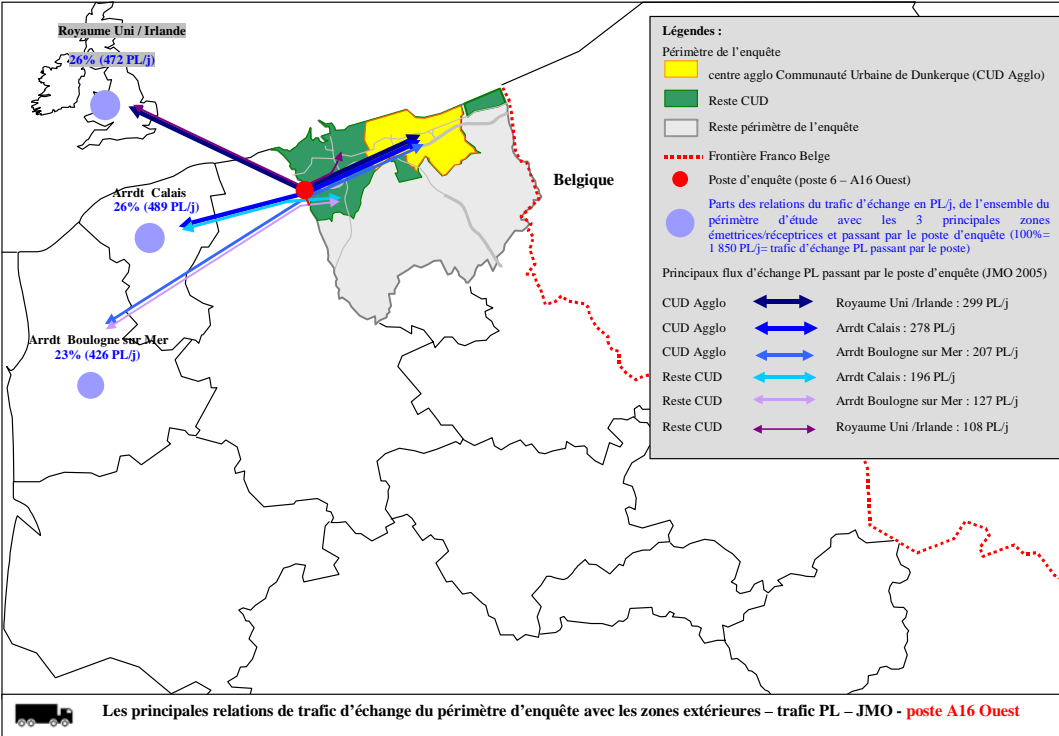 Royaume Uni / Irlande
26% (472 PL/j)
Arrdt Calais
26% (489 PL/j)
Arrdt Boulogne sur Mer
23% (426 PL/j)
Belgique
Légendes :
Périmètre de l'enquête
centre agglo Communauté Urbaine de Dunkerque (CUD Agglo)
Reste CUD
Reste périmètre de l'enquête
Frontière Franco Belge
Poste d'enquête (poste 6 – A16 Ouest)
Parts des relations du trafic d'échange en PL/j, de l'ensemble du
périmètre d'étude avec les 3 principales zones
émettrices/réceptrices et passant par le poste d'enquête (100%=
1 850 PL/j= trafic d'échange PL passant par le poste)
Principaux flux d'échange PL passant par le poste d'enquête (JMO 2005)
CUD Agglo Royaume Uni /Irlande : 299 PL/j
CUD Agglo Arrdt Calais : 278 PL/j
CUD Agglo Arrdt Boulogne sur Mer : 207 PL/j
Reste CUD Arrdt Calais : 196 PL/j
Reste CUD Arrdt Boulogne sur Mer : 127 PL/j
Reste CUD Royaume Uni /Irlande : 108 PL/j
Les principales relations de trafic d'échange du périmètre d'enquête avec les zones extérieures – trafic PL – JMO - poste A16 Ouest